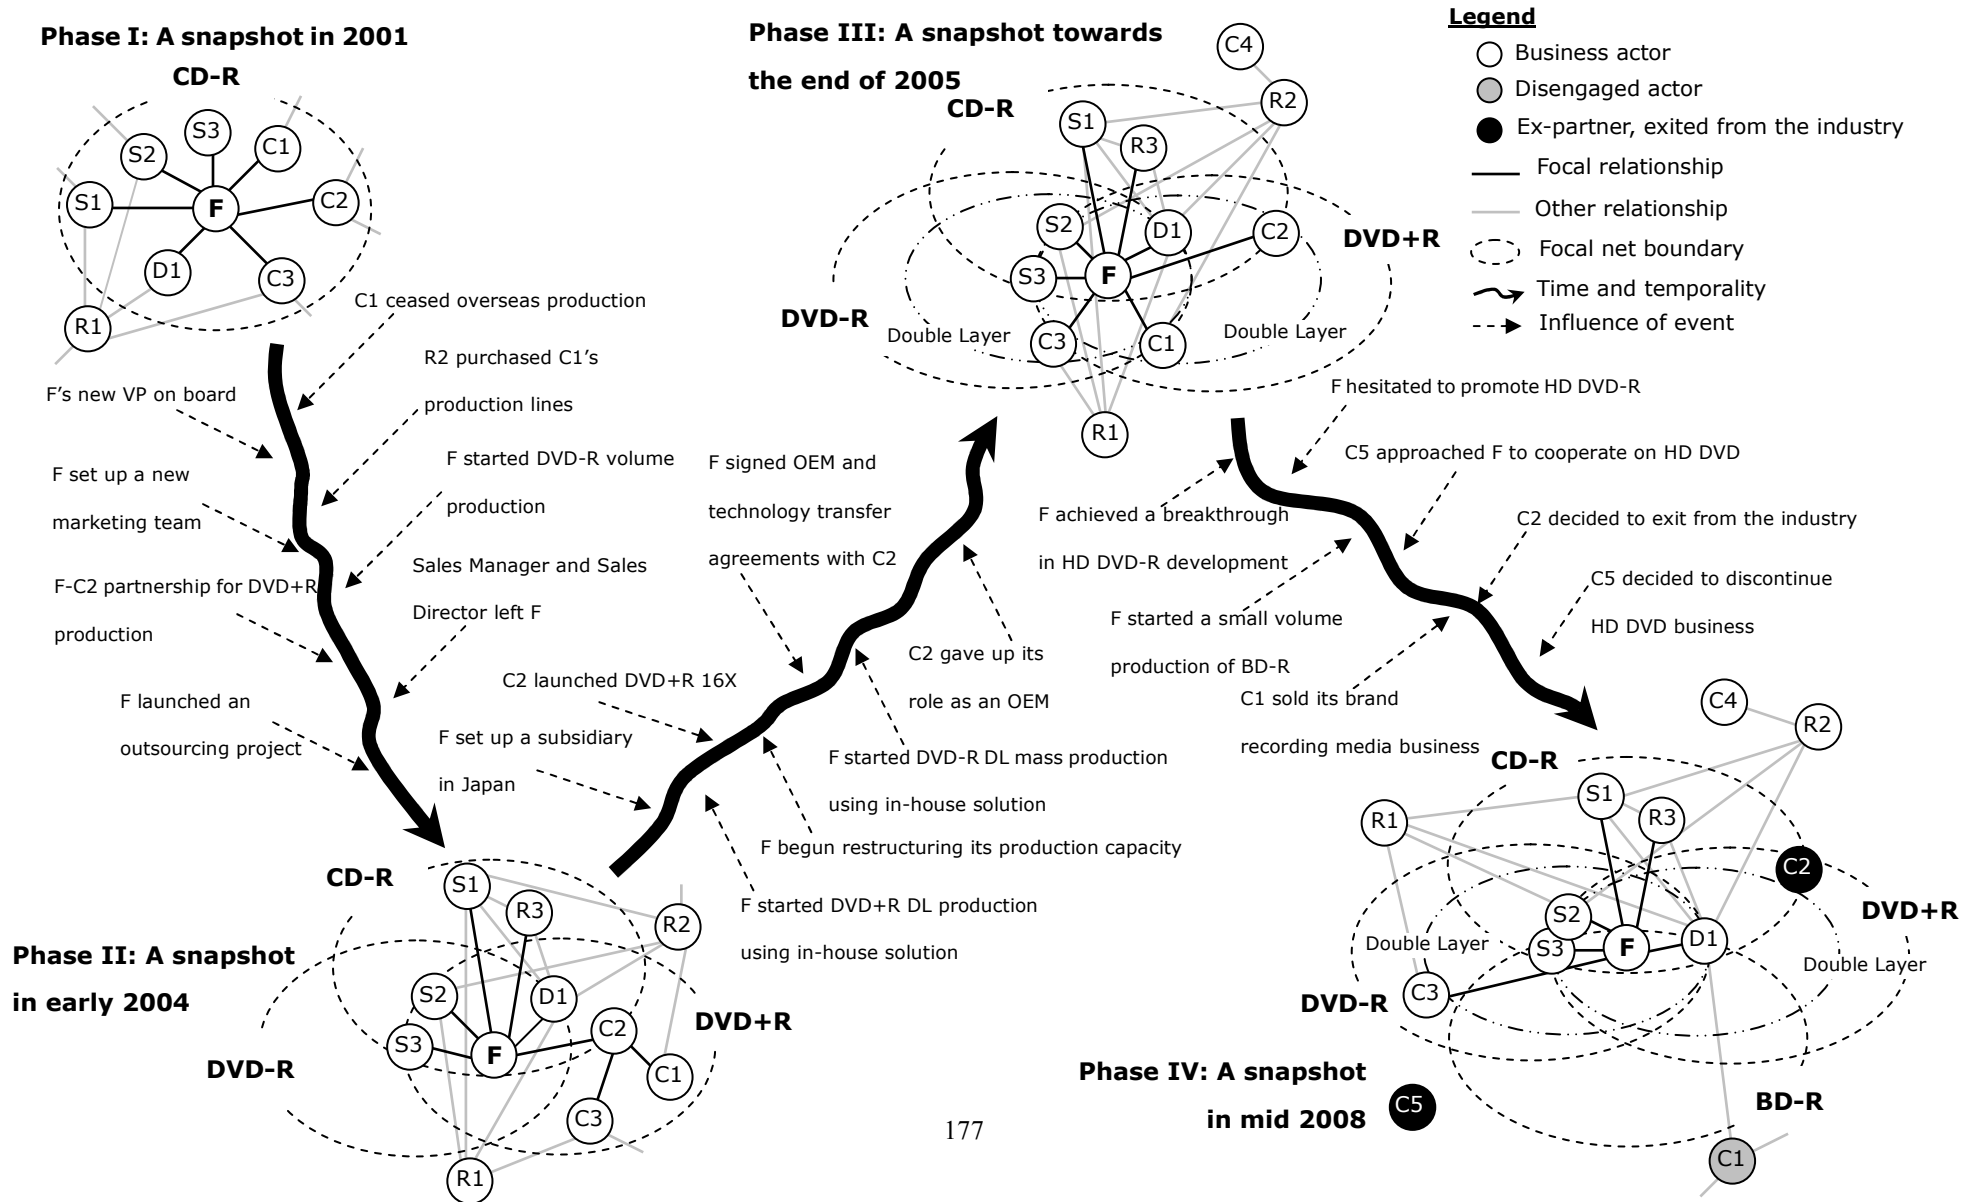 Phase I: A snapshot in 2001
CD-R
S3
C1
S2
S1
F
C2
D1
C3
R1
Phase III: A snapshot towards
the end of 2005
CD-R
C4
R2
S1
R3
S2
D1
C2
DVD+R
S3
F
DVD-R
Double Layer
C3
C1
Double Layer
R1
Legend
Business actor
Disengaged actor
Ex-partner, exited from the industry
Focal relationship
Other relationship
Focal net boundary
Time and temporality
Influence of event
C1 ceased overseas production
R2 purchased C1’s
production lines
F’s new VP on board
F set up a new
marketing team
F started DVD-R volume
production
F-C2 partnership for DVD+R
production
Sales Manager and Sales
Director left F
F launched an
outsourcing project
F signed OEM and
technology transfer
agreements with C2
C2 launched DVD+R 16X
F set up a subsidiary
in Japan
C2 gave up its
role as an OEM
F started DVD-R DL mass production
using in-house solution
F begun restructuring its production capacity
F started DVD+R DL production
using in-house solution
F hesitated to promote HD DVD-R
C5 approached F to cooperate on HD DVD
F achieved a breakthrough
in HD DVD-R development
C2 decided to exit from the industry
F started a small volume
production of BD-R
C5 decided to discontinue
HD DVD business
C1 sold its brand
recording media business
Phase II: A snapshot
in early 2004
CD-R
S1
R3
R2
S2
D1
C2
DVD+R
S3
F
DVD-R
C1
C3
R1
177
Phase IV: A snapshot
in mid 2008
CD-R
C4
R2
S1
R3
R1
C2
DVD+R
S2
D1
Double Layer
S3
F
Double Layer
DVD-R
C3
C5
BD-R
C1